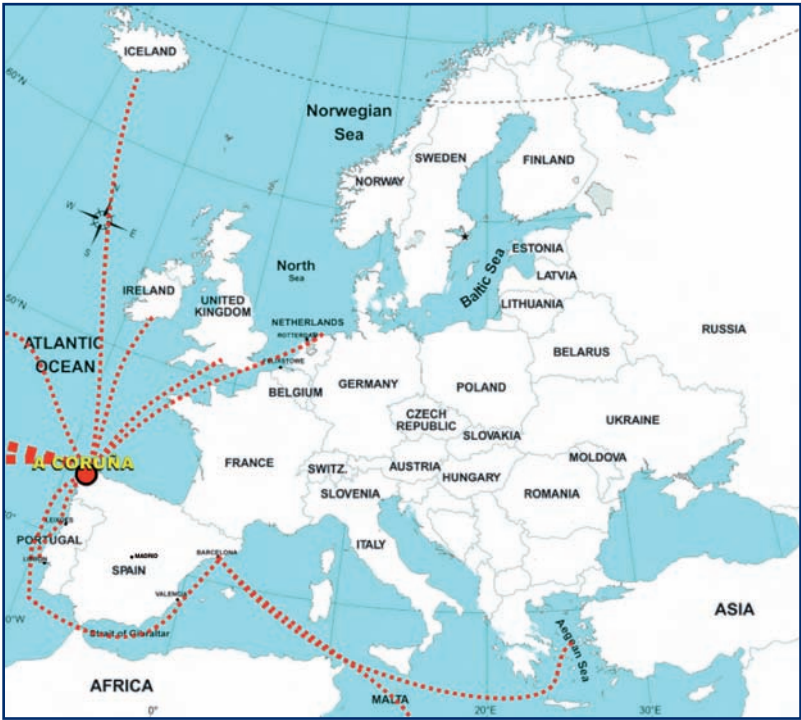 ICELAND
60°N
Norwegian
Sea
SWEDEN
FINLAND
NORWAY
N
W
E
S
ESTONIA
North
Sea
Baltic Sea
LATVIA
IRELAND
UNITED
KINGDOM
LITHUANIA
50°N
NETHERLANDS
RUSSIA
ATLANTIC
OCEAN
BELARUS
BELGIUM
GERMANY
POLAND
CZECH
REPUBLIC
UKRAINE
SLOVAKIA
A CORUÑA
FRANCE
SWITZ.
AUSTRIA
MOLDOVA
HUNGARY
SLOVENIA
ROMANIA
PORTUGAL
ITALY
BARCELONA
MADRID
SPAIN
VALENCIA
ASIA
Strait of Gibraltar
Aegean Sea
AFRICA
MALTA
0°
20°E
30°E